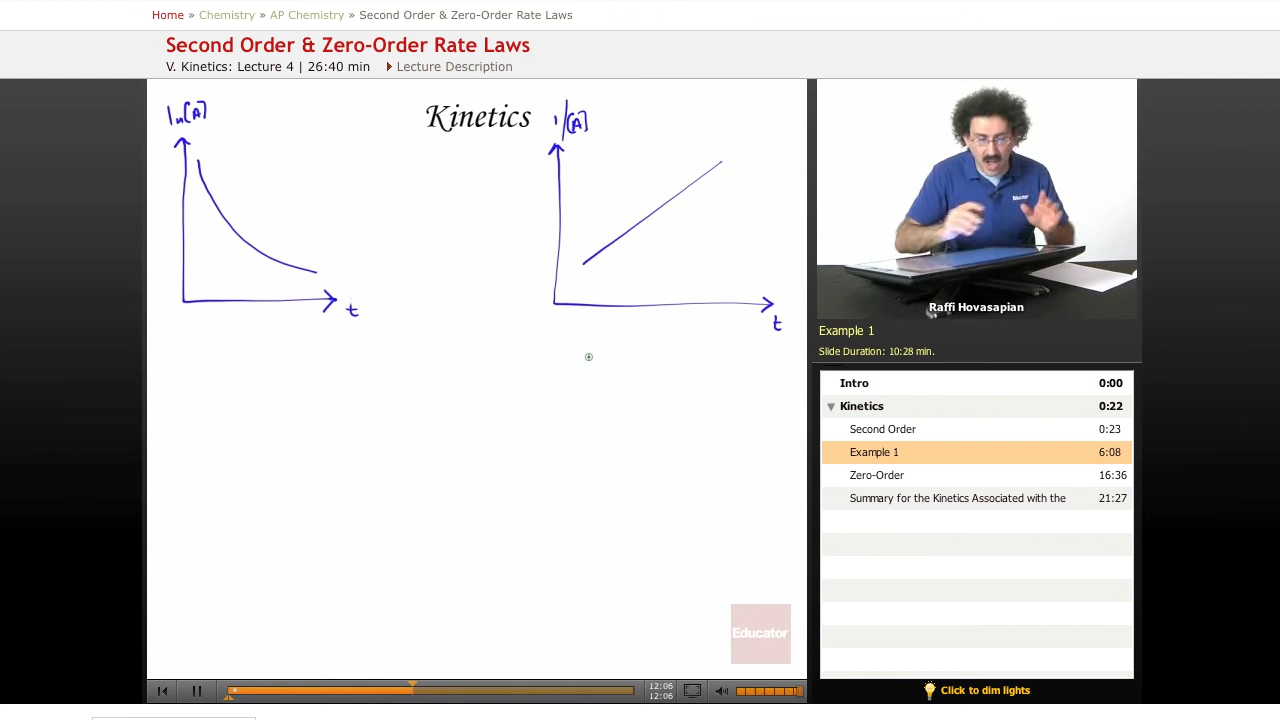 Home » Chemistry » AP Chemistry » Second Order & Zero-Order Rate Laws
Second Order & Zero-Order Rate Laws
V. Kinetics: Lecture 4 | 26:40 min Lecture Description
Kinetics
ln[A]
t
1/[A]
t
Educator
12:06
12:06
Raffi Hovasapian
Example 1
Slide Duration: 10:28 min.
Intro 0:00
Kinetics 0:22
Second Order 0:23
Example 1 6:08
Zero-Order 16:36
Summary for the Kinetics Associated with the 21:27
Click to dim lights